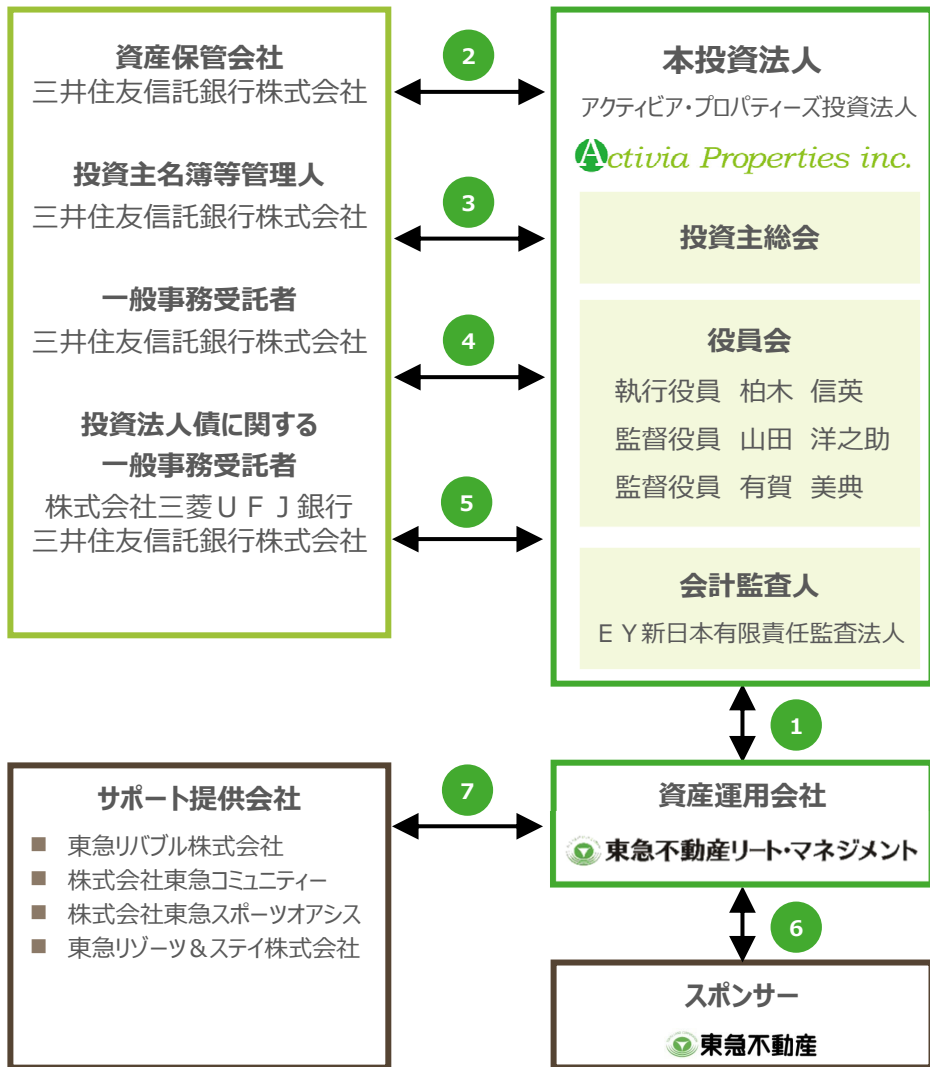 資産保管会社
三井住友信託銀行株式会社
投資主名簿等管理人
三井住友信託銀行株式会社
一般事務受託者
三井住友信託銀行株式会社
投資法人債に関する
一般事務受託者
株式会社三菱UFJ銀行
三井住友信託銀行株式会社
2
3
4
5
本投資法人
アクティビア・プロパティーズ投資法人
Activia Properties inc.
投資主総会
役員会
執行役員 柏木 信英
監督役員 山田 洋之助
監督役員 有賀 美典
会計監査人
EY新日本有限責任監査法人
1
サポート提供会社
■ 東急リバブル株式会社
■ 株式会社東急コミュニティー
■ 株式会社東急スポーツオアシス
■ 東急リゾーツ&ステイ株式会社
7
資産運用会社
東急不動産リート・マネジメント
6
スポンサー
東急不動産